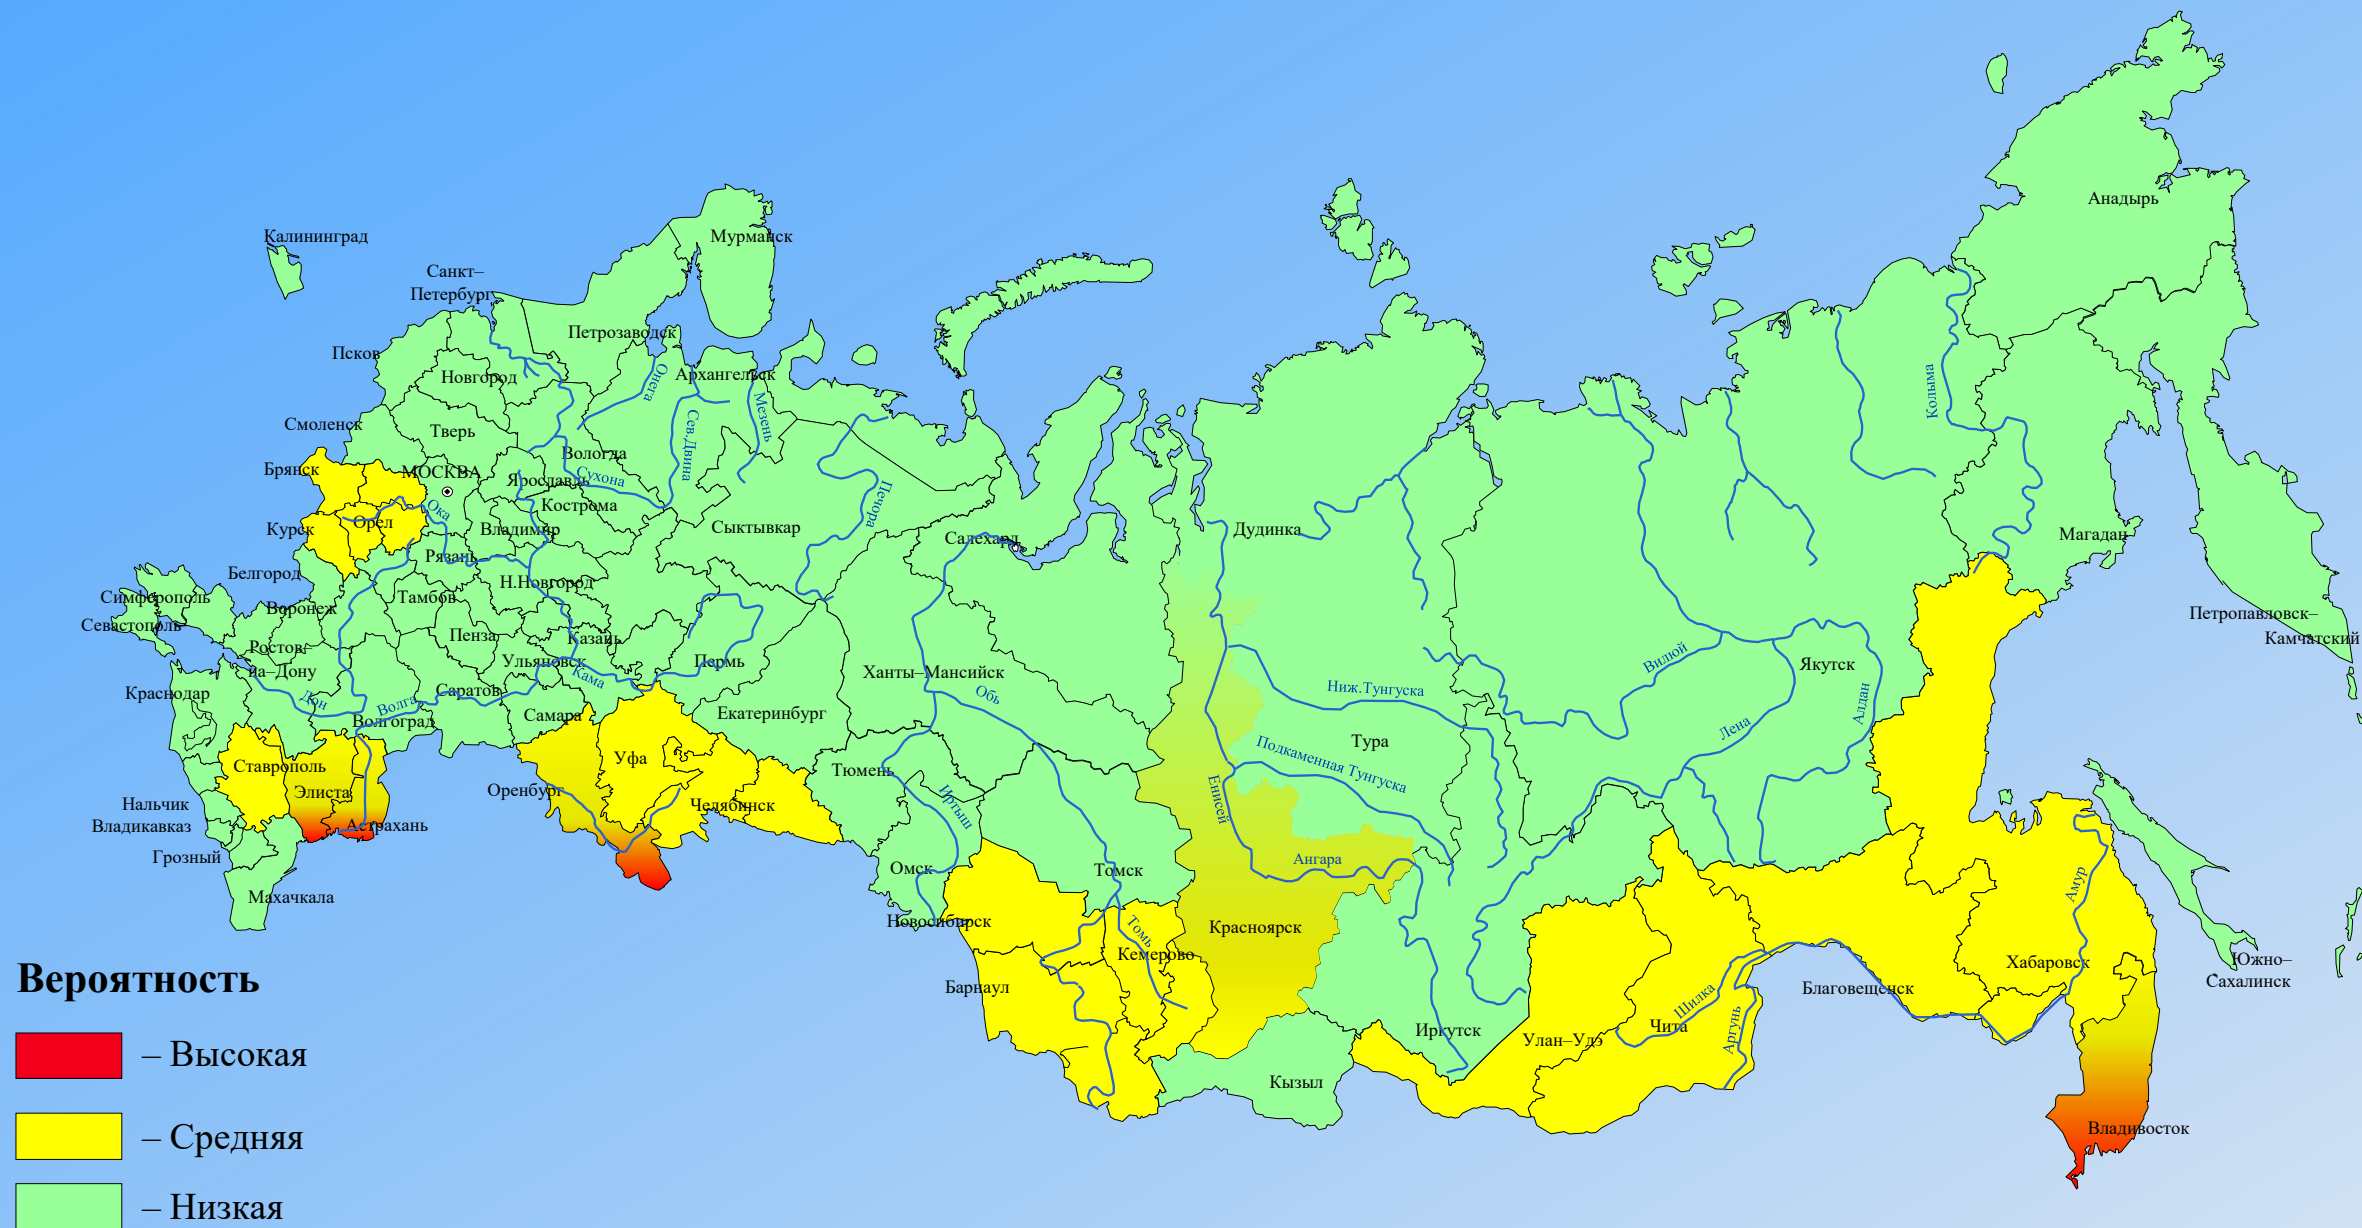 Анадырь
Калининград
Мурманск
Санкт–
Петербург
Петрозаводск
Псков
Новгород
Архангельск
Онега
Мезень
Колыма
Смоленск
Тверь
Сев.Двина
Вологда
Брянск
МОСКВА
Ярославль
Сухона
Кострома
Печора
Ока
Орел
Курск
Владимир
Сыктывкар
Салехард
Дудинка
Магадан
Рязань
Белгород
Н.Новгород
Симферополь
Тамбов
Воронеж
Севастополь
Петропавловск–
Камчатский
Пенза
Казань
Ростов–
на–Дону
Ульяновск
Пармь
Ханты–Мансийск
Вилюй
Якутск
Кама
Краснодар
Саратов
Обь
Ниж.Тунгуска
Дон
Волга
Волгоград
Самара
Екатеринбург
Лена
Алдан
Тура
Подкаменная Тунгуска
Ставрополь
Уфа
Тюмень
Элиста
Оренбург
Челябинск
Иртыш
Енисей
Нальчик
Владикавказ
Астрахань
Грозный
Ангара
Омск
Томск
Амур
Махачкала
Новосибирск
Томь
Красноярск
Кемерово
Хабаровск
Южно–
Сахалинск
Барнаул
Благовещенск
Шилка
Аргунь
Чита
Иркутск
Улан–Удэ
Кызыл
Владивосток
Вероятность
– Высокая
– Средняя
– Низкая